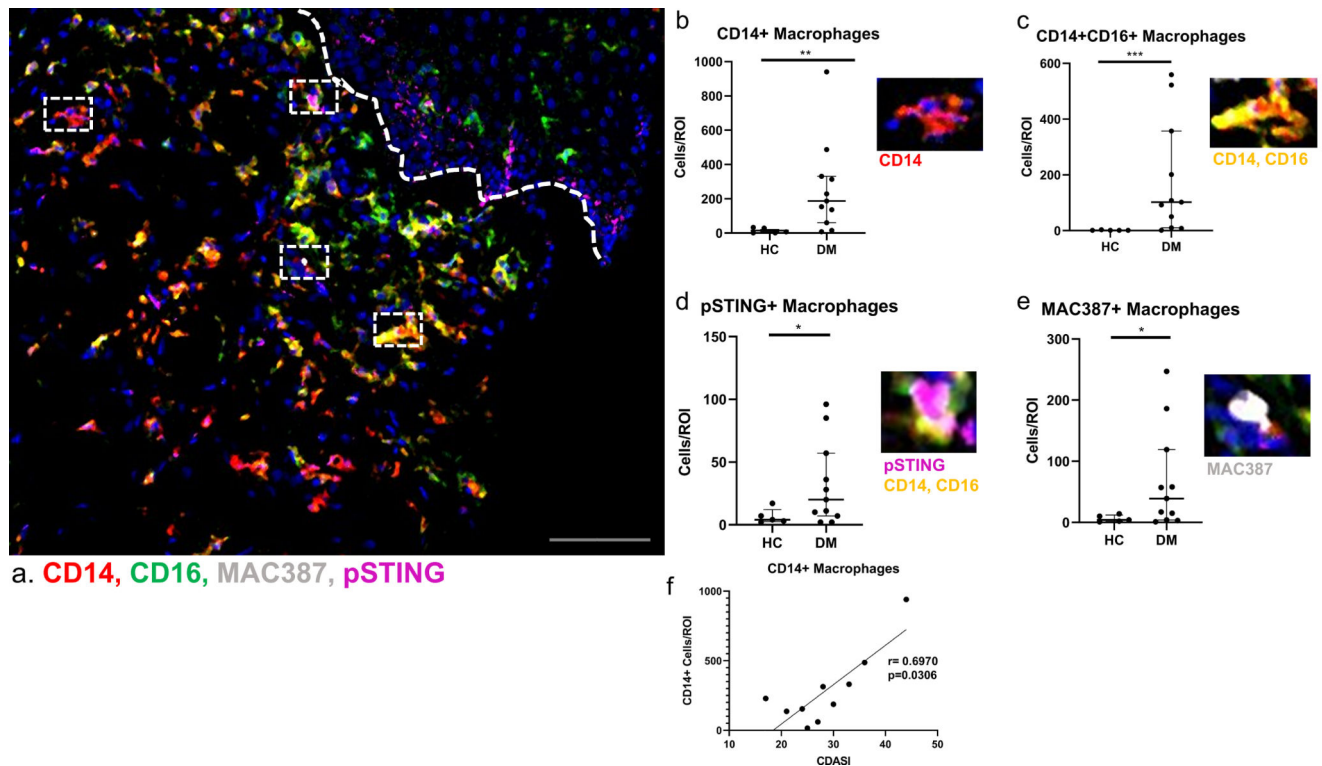 a. CD14, CD16, MAC387, pSTING
b
CD14+ Macrophages
**
Cells/ROI
1000
800
600
400
200
0
HC DM
CD14
c
CD14+CD16+ Macrophages
***
Cells/ROI
600
400
200
0
HC DM
CD14, CD16
d
pSTING+ Macrophages
*
Cells/ROI
150
100
50
0
HC DM
pSTING
CD14, CD16
e
MAC387+ Macrophages
*
Cells/ROI
300
200
100
0
HC DM
MAC387
f
CD14+ Macrophages
CD14+ Cells/ROI
1000
500
0
r= 0.6970
p=0.0306
10 20 30 40 50
CDASI